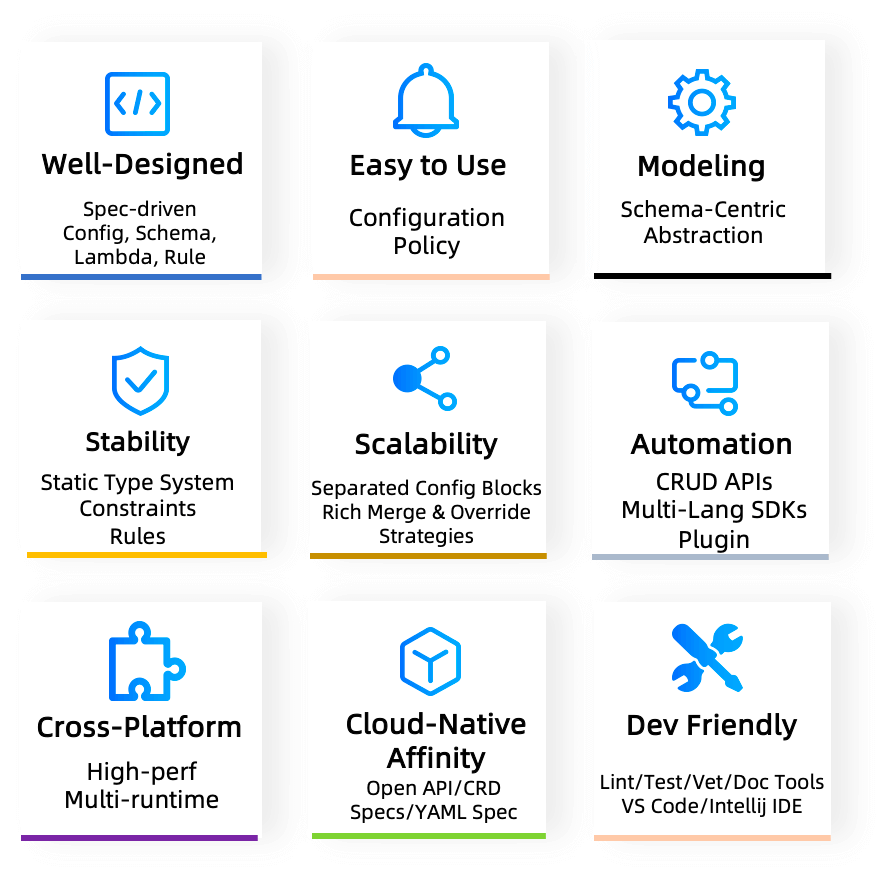 Well-Designed
Spec-driven
Config, Schema,
Lambda, Rule
Easy to Use
Configuration
Policy
Modeling
Schema-Centric
Abstraction
Stability
Static Type System
Constraints
Rules
Scalability
Separated Config Blocks
Rich Merge & Override
Strategies
Automation
CRUD APIs
Multi-Lang SDKs
Plugin
Cross-Platform
High-perf
Multi-runtime
Cloud-Native
Affinity
Open API/CRD
Specs/YAML Spec
Dev Friendly
Lint/Test/Vet/Doc Tools
VS Code/Intellij IDE